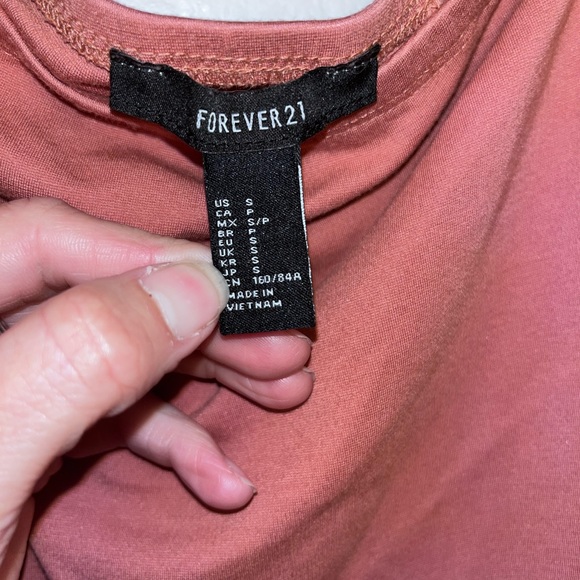 FOREVER 21
US S
CA P
MX S/P
BR P
EU S
UK S
KR S
JP S
CN 160/84A
MADE IN
VIETNAM